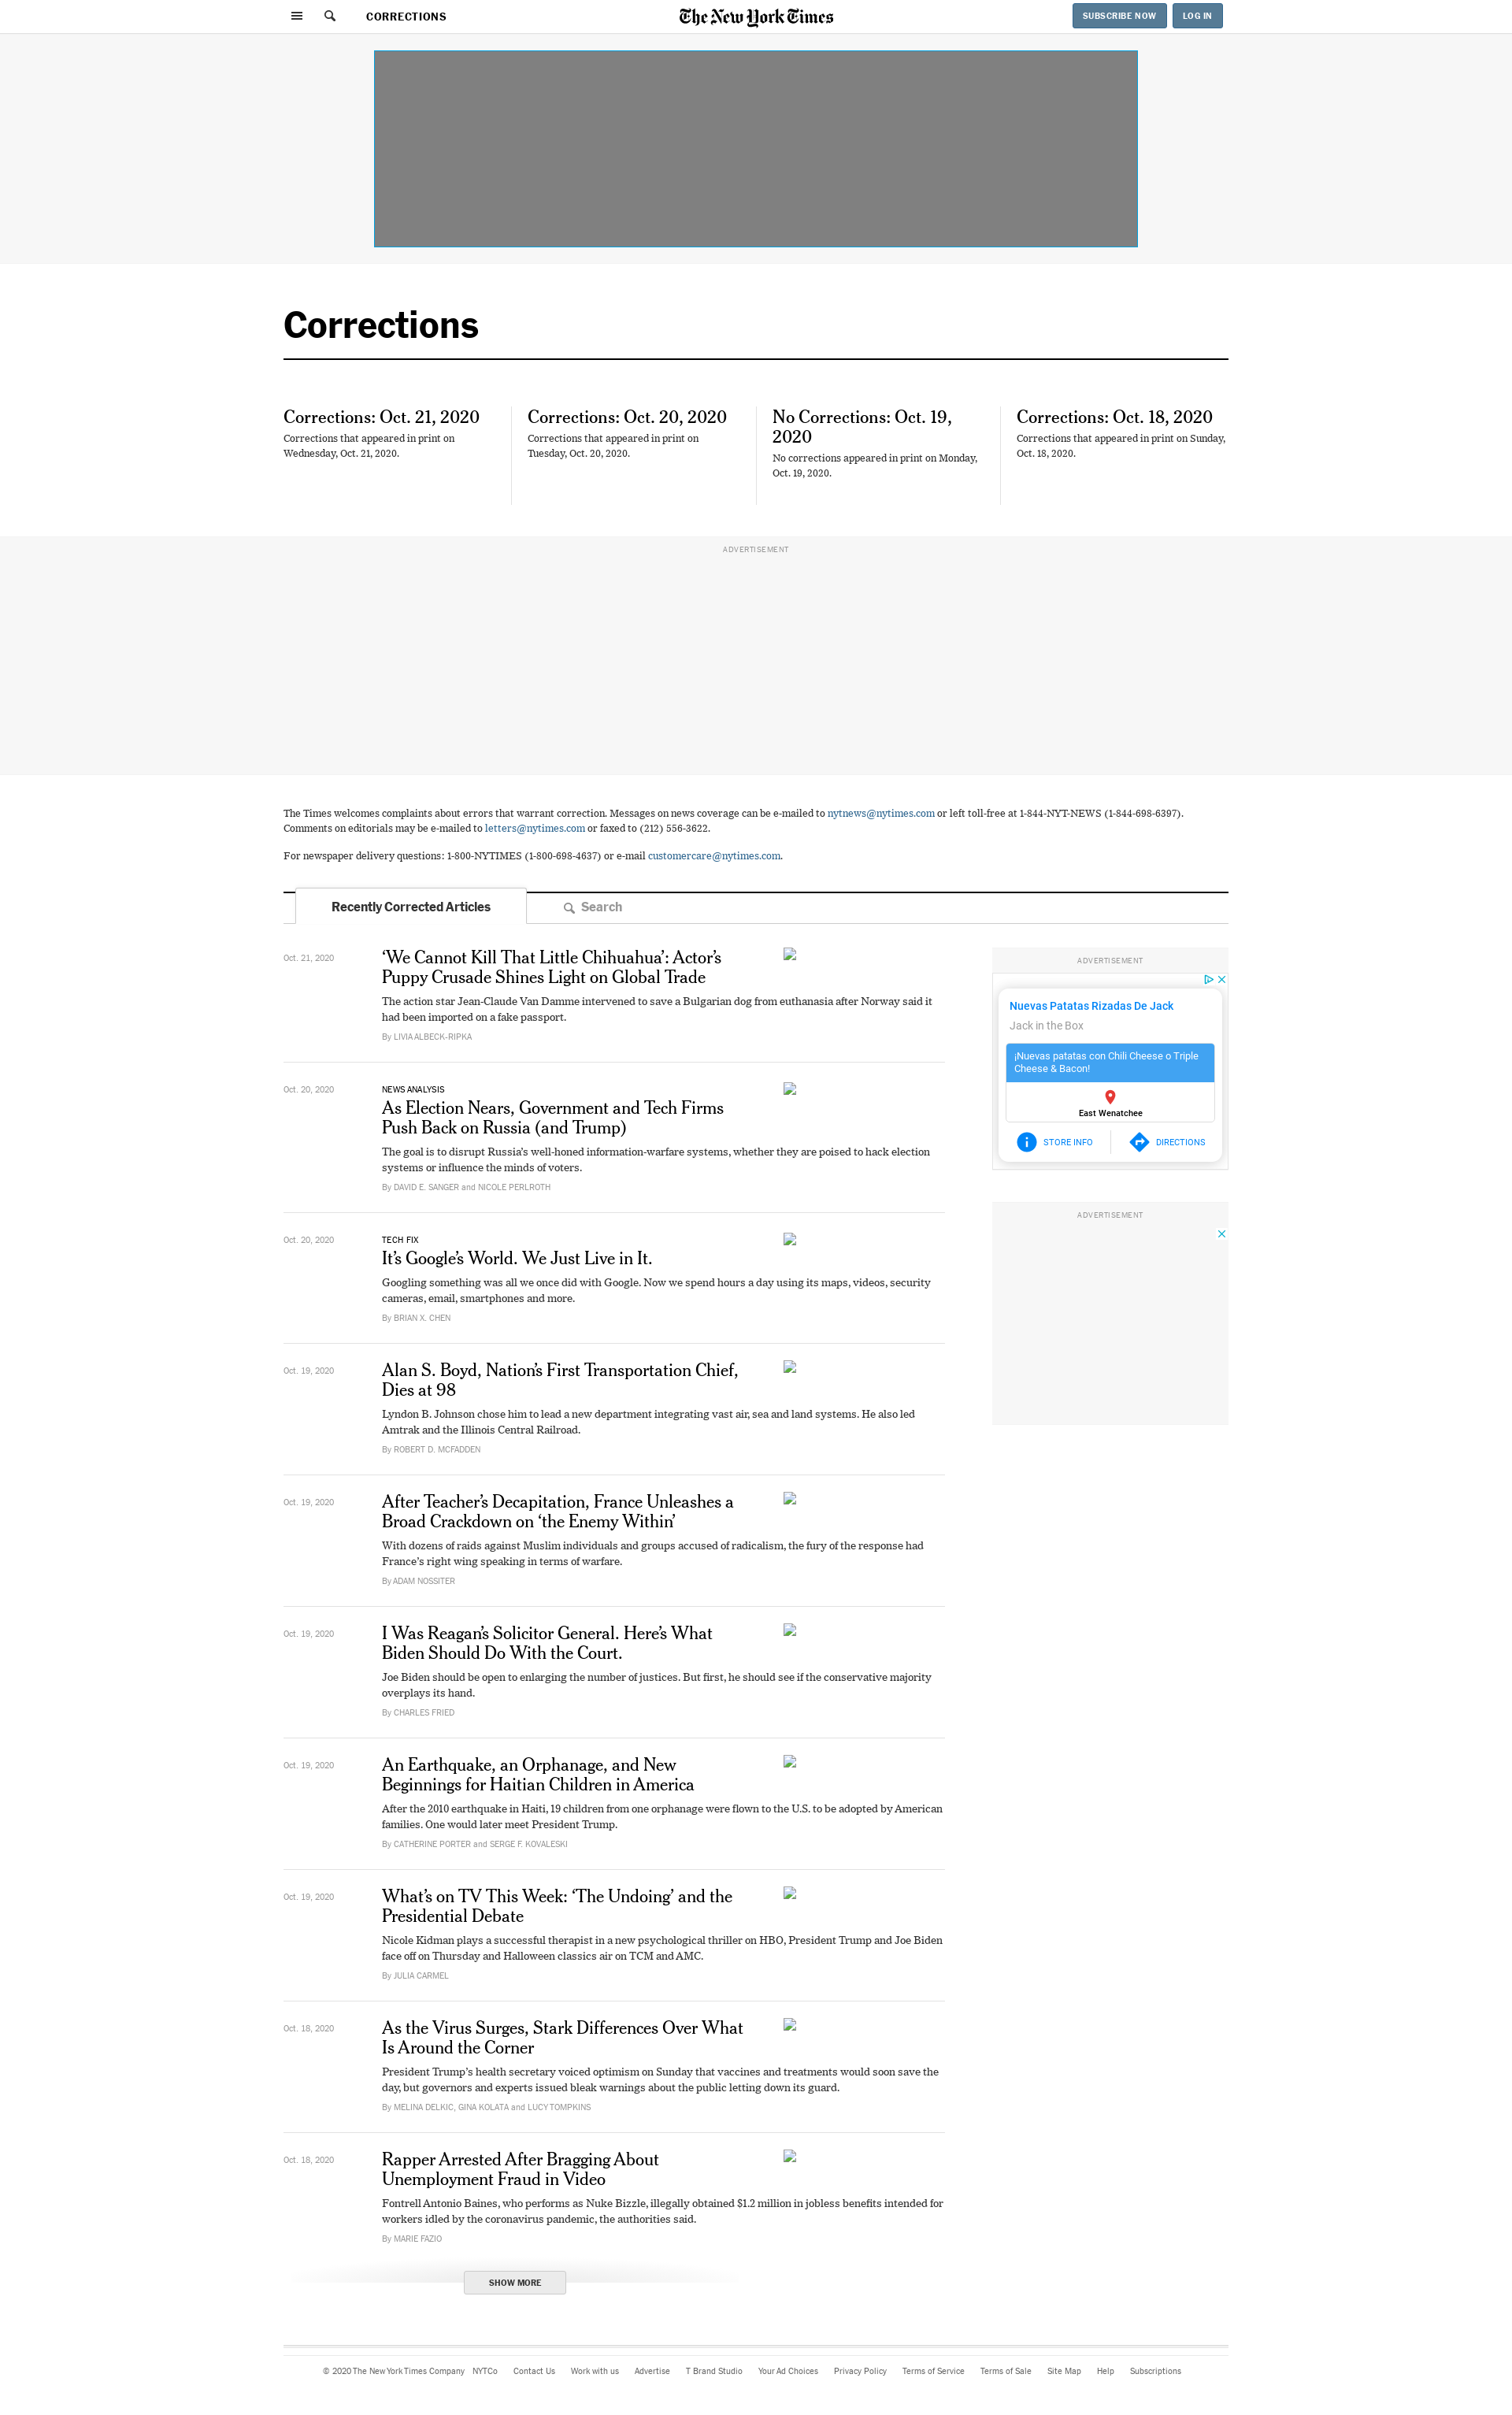 CORRECTIONS
The New York Times
SUBSCRIBE NOW
LOG IN
Corrections
Corrections: Oct. 21, 2020
Corrections that appeared in print on
Wednesday, Oct. 21, 2020.
Corrections: Oct. 20, 2020
Corrections that appeared in print on
Tuesday, Oct. 20, 2020.
No Corrections: Oct. 19,
2020
No corrections appeared in print on Monday,
Oct. 19, 2020.
Corrections: Oct. 18, 2020
Corrections that appeared in print on Sunday,
Oct. 18, 2020.
ADVERTISEMENT
The Times welcomes complaints about errors that warrant correction. Messages on news coverage can be e-mailed to nytnews@nytimes.com or left toll-free at 1-844-NYT-NEWS (1-844-698-6397).
Comments on editorials may be e-mailed to letters@nytimes.com or faxed to (212) 556-3622.
For newspaper delivery questions: 1-800-NYTIMES (1-800-698-4637) or e-mail customercare@nytimes.com.
Recently Corrected Articles
Search
Oct. 21, 2020
‘We Cannot Kill That Little Chihuahua’: Actor’s
Puppy Crusade Shines Light on Global Trade
The action star Jean-Claude Van Damme intervened to save a Bulgarian dog from euthanasia after Norway said it
had been imported on a fake passport.
By LIVIA ALBECK-RIPKA
Oct. 20, 2020
NEWS ANALYSIS
As Election Nears, Government and Tech Firms
Push Back on Russia (and Trump)
The goal is to disrupt Russia’s well-honed information-warfare systems, whether they are poised to hack election
systems or influence the minds of voters.
By DAVID E. SANGER and NICOLE PERLROTH
Oct. 20, 2020
TECH FIX
It’s Google’s World. We Just Live in It.
Googling something was all we once did with Google. Now we spend hours a day using its maps, videos, security
cameras, email, smartphones and more.
By BRIAN X. CHEN
Oct. 19, 2020
Alan S. Boyd, Nation’s First Transportation Chief,
Dies at 98
Lyndon B. Johnson chose him to lead a new department integrating vast air, sea and land systems. He also led
Amtrak and the Illinois Central Railroad.
By ROBERT D. MCFADDEN
Oct. 19, 2020
After Teacher’s Decapitation, France Unleashes a
Broad Crackdown on ‘the Enemy Within’
With dozens of raids against Muslim individuals and groups accused of radicalism, the fury of the response had
France’s right wing speaking in terms of warfare.
By ADAM NOSSITER
Oct. 19, 2020
I Was Reagan’s Solicitor General. Here’s What
Biden Should Do With the Court.
Joe Biden should be open to enlarging the number of justices. But first, he should see if the conservative majority
overplays its hand.
By CHARLES FRIED
Oct. 19, 2020
An Earthquake, an Orphanage, and New
Beginnings for Haitian Children in America
After the 2010 earthquake in Haiti, 19 children from one orphanage were flown to the U.S. to be adopted by American
families. One would later meet President Trump.
By CATHERINE PORTER and SERGE F. KOVALESKI
Oct. 19, 2020
What’s on TV This Week: ‘The Undoing’ and the
Presidential Debate
Nicole Kidman plays a successful therapist in a new psychological thriller on HBO, President Trump and Joe Biden
face off on Thursday and Halloween classics air on TCM and AMC.
By JULIA CARMEL
Oct. 18, 2020
As the Virus Surges, Stark Differences Over What
Is Around the Corner
President Trump’s health secretary voiced optimism on Sunday that vaccines and treatments would soon save the
day, but governors and experts issued bleak warnings about the public letting down its guard.
By MELINA DELKIC, GINA KOLATA and LUCY TOMPKINS
Oct. 18, 2020
Rapper Arrested After Bragging About
Unemployment Fraud in Video
Fontrell Antonio Baines, who performs as Nuke Bizzle, illegally obtained $1.2 million in jobless benefits intended for
workers idled by the coronavirus pandemic, the authorities said.
By MARIE FAZIO
SHOW MORE
ADVERTISEMENT
Nuevas Patatas Rizadas De Jack
Jack in the Box
¡Nuevas patatas con Chili Cheese o Triple
Cheese & Bacon!
East Wenatchee
STORE INFO
DIRECTIONS
ADVERTISEMENT
© 2020 The New York Times Company NYTCo Contact Us Work with us Advertise T Brand Studio Your Ad Choices Privacy Policy Terms of Service Terms of Sale Site Map Help Subscriptions